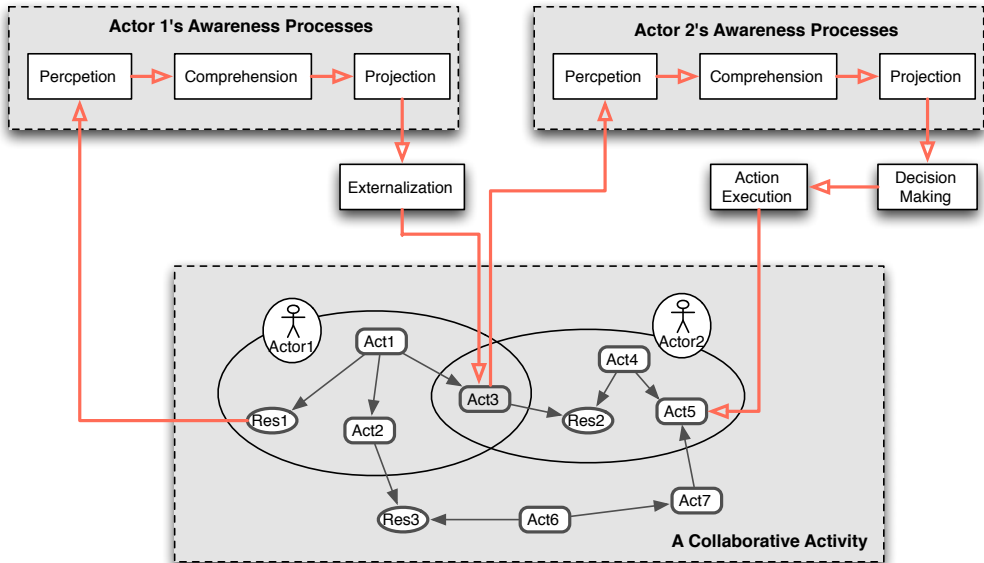 Actor 1's Awareness Processes
Percpetion
Comprehension
Projection
Externalization
Actor 2's Awareness Processes
Percpetion
Comprehension
Projection
Action
Execution
Decision
Making
Actor1
Actor2
Act1
Act4
Act3
Res1
Act2
Res2
Act5
Act7
Res3
Act6
A Collaborative Activity